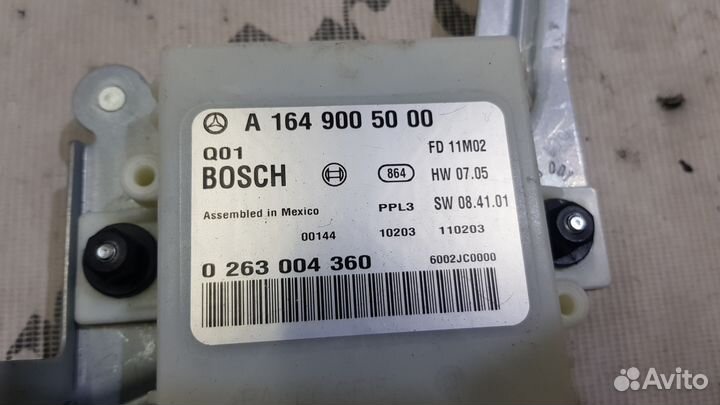 A 164 900 50 00
Q01
FD 11M02
BOSCH
864
HW 07.05
Assembled in Mexico
PPL3
SW 08.41.01
00144
10203
110203
0 263 004 360
6002JC0000
Avito